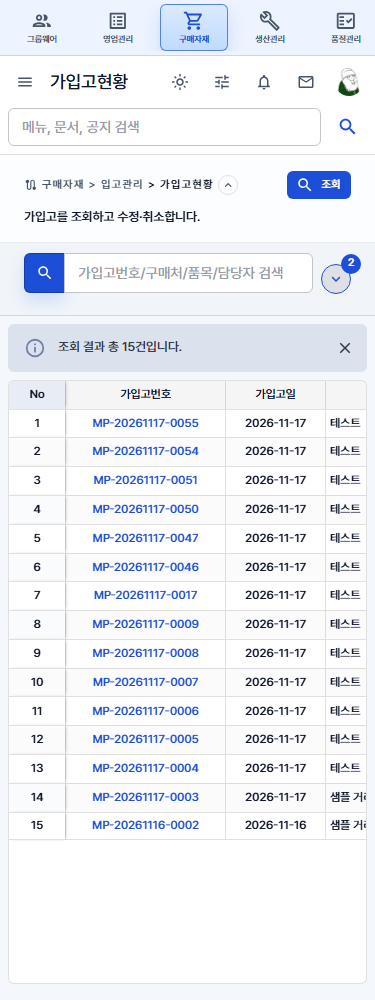 그룹웨어 영업관리 구매자재 생산관리 품질관리
가입고현황
메뉴, 문서, 공지 검색
구매자재 > 입고관리 > 가입고현황
조회
가입고를 조회하고 수정·취소합니다.
가입고번호/구매처/품목/담당자 검색
2
조회 결과 총 15건입니다.
No 가입고번호 가입고일
1 MP-20261117-0055 2026-11-17 테스트
2 MP-20261117-0054 2026-11-17 테스트
3 MP-20261117-0051 2026-11-17 테스트
4 MP-20261117-0050 2026-11-17 테스트
5 MP-20261117-0047 2026-11-17 테스트
6 MP-20261117-0046 2026-11-17 테스트
7 MP-20261117-0017 2026-11-17 테스트
8 MP-20261117-0009 2026-11-17 테스트
9 MP-20261117-0008 2026-11-17 테스트
10 MP-20261117-0007 2026-11-17 테스트
11 MP-20261117-0006 2026-11-17 테스트
12 MP-20261117-0005 2026-11-17 테스트
13 MP-20261117-0004 2026-11-17 테스트
14 MP-20261117-0003 2026-11-17 샘플
15 MP-20261116-0002 2026-11-16 샘플